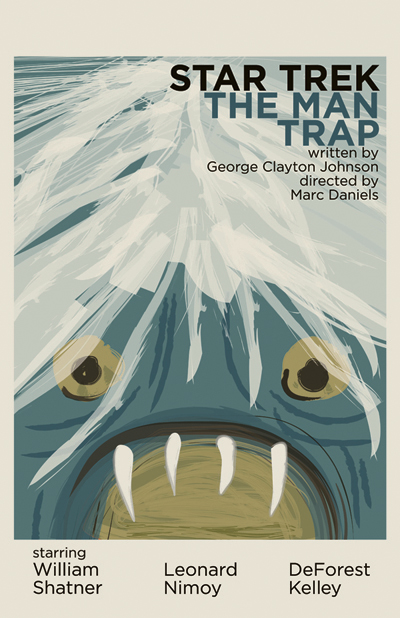 STAR TREK
THE MAN
TRAP
written by
George Clayton Johnson
directed by
Marc Daniels
starring
William
Shatner
Leonard
Nimoy
DeForest
Kelley